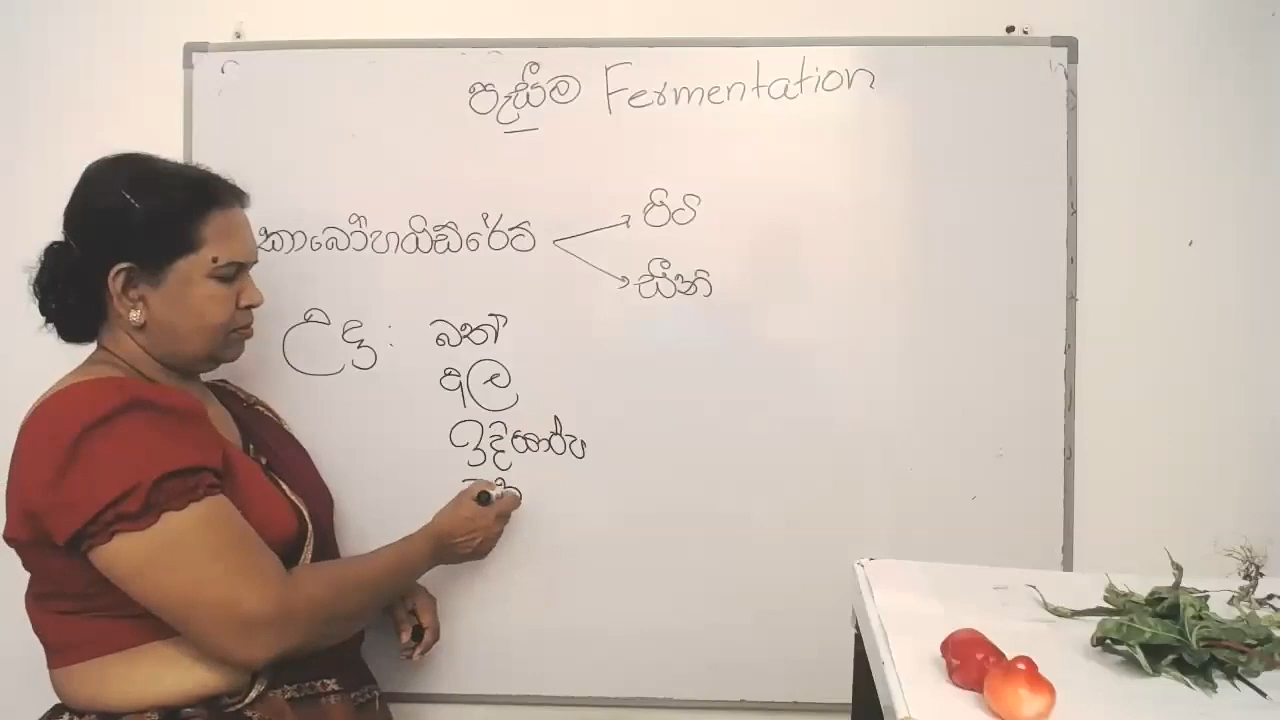 පැසීම Fermentation
කාබෝහයිඩ්රේට්
පිටි
සීනි
උදා : බත්
අල
ඉදිආප්ප